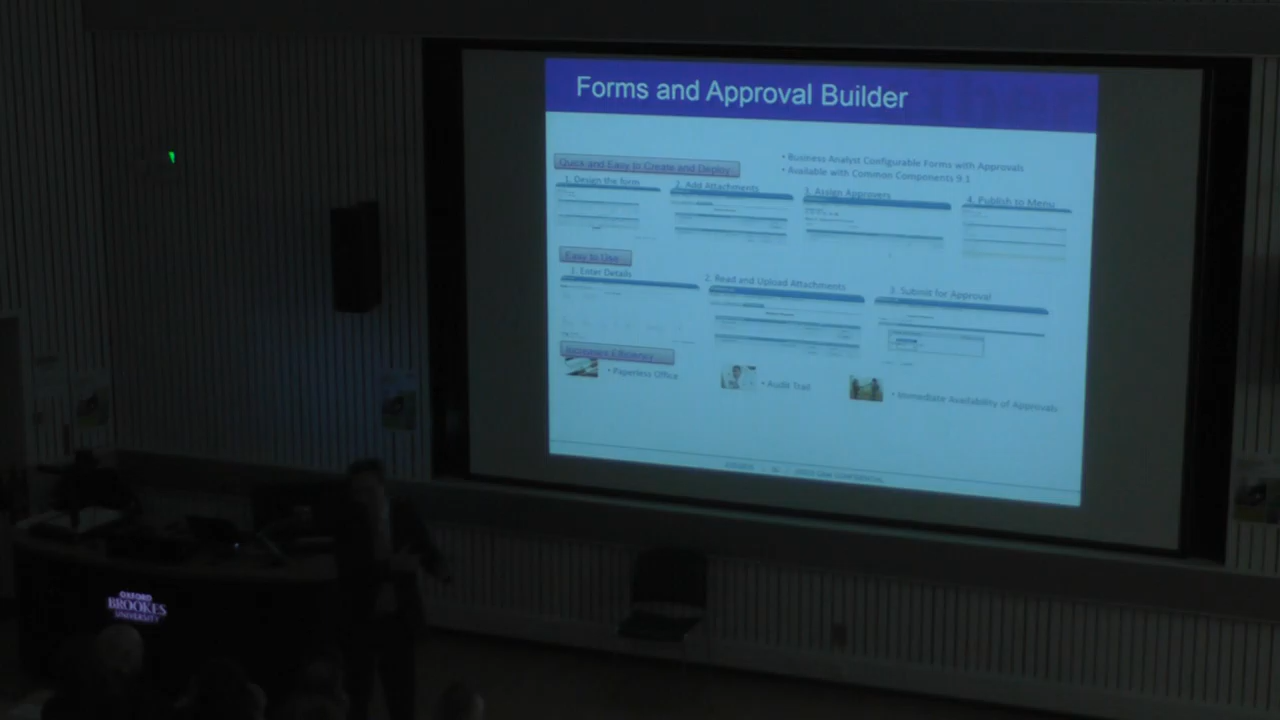 Forms and Approval Builder
Quick and Easy to Create and Deploy
• Business Analyst Configurable Forms with Approvals
• Available with Common Components 9.1
1. Design the form
2. Add Attachments
3. Assign Approvers
4. Publish to Menu
Easy to Use
1. Enter Details
2. Read and Upload Attachments
3. Submit for Approval
Increases Efficiency
• Paperless Office
• Audit Trail
• Immediate Availability of Approvals
OXFORD
BROOKES
UNIVERSITY